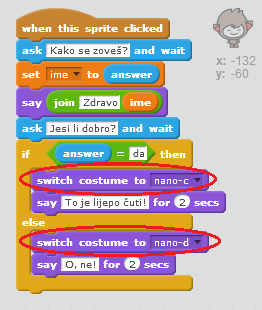 when this sprite clicked
ask Kako se zoveš? and wait
set ime to answer
say join Zdravo ime
ask Jesi li dobro? and wait
if answer = da then
switch costume to nano-c
say To je lijepo čuti! for 2 secs
else
switch costume to nano-d
say O, ne! for 2 secs
x: -132
y: -60